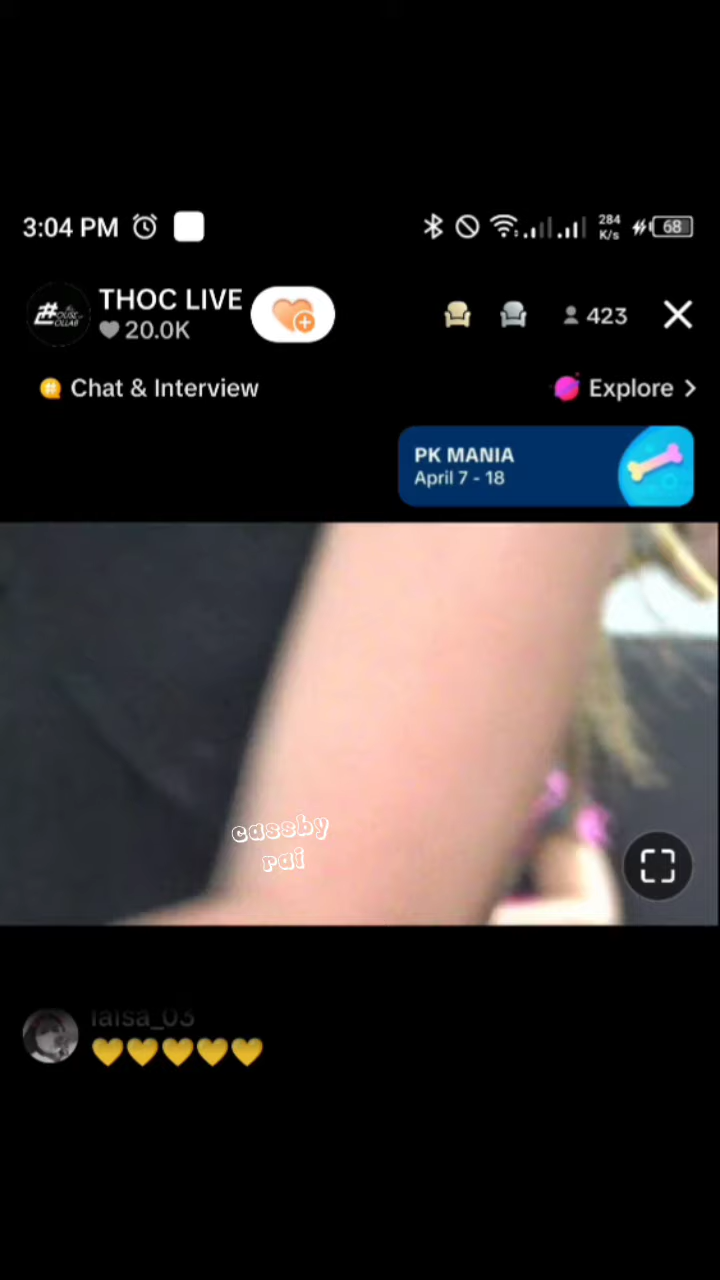 3:04 PM
284
K/s
68
THOC LIVE
20.0K
423
Chat & Interview
Explore
PK MANIA
April 7 - 18
cassby
rai